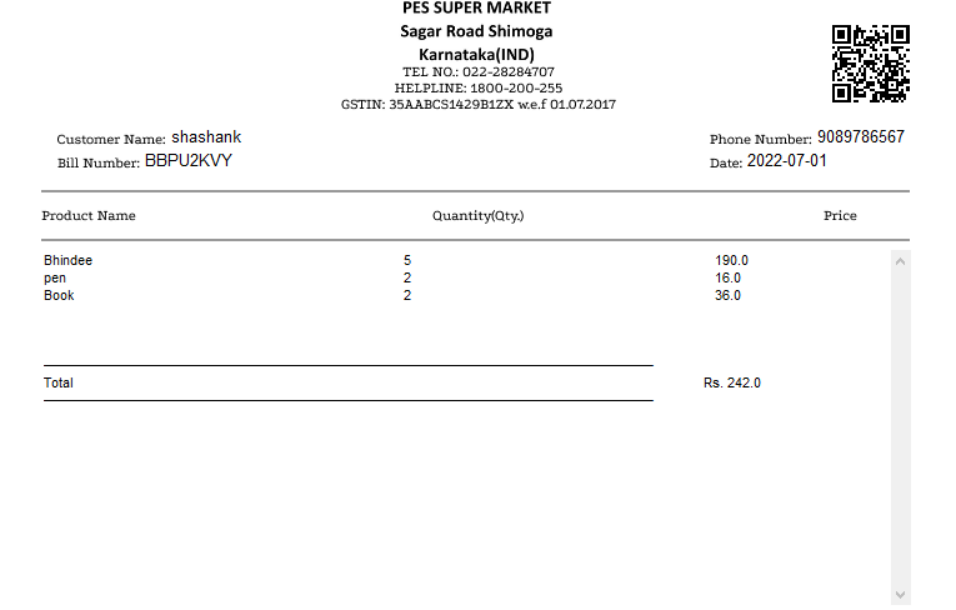 PES SUPER MARKET
Sagar Road Shimoga
Karnataka(IND)
TEL NO.: 022-28284707
HELPLINE: 1800-200-255
GSTIN: 35AABCS1429B1ZX w.e.f 01.07.2017
Customer Name: shashank Phone Number: 9089786567
Bill Number: BBPU2KVY Date: 2022-07-01
Product Name Quantity(Qty.) Price
Bhindee 5 190.0
pen 2 16.0
Book 2 36.0
Total Rs. 242.0